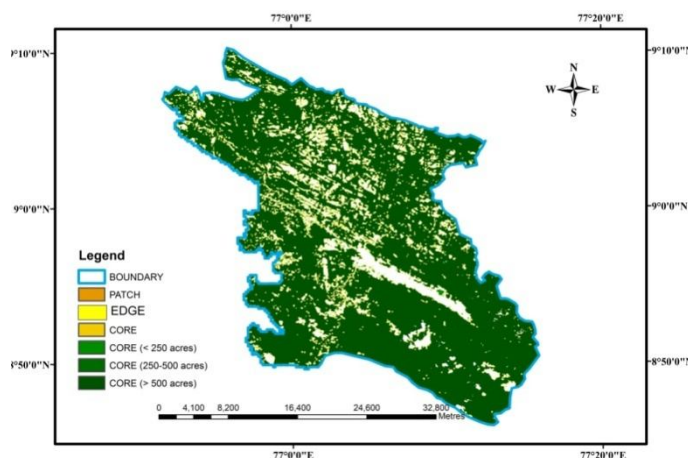 77°0'0"E 77°20'0"E
9°10'0"N 9°10'0"N
N
W E
S
9°0'0"N 9°0'0"N
Legend
BOUNDARY
PATCH
EDGE
CORE
CORE (< 250 acres)
CORE (250-500 acres)
CORE (> 500 acres)
8°50'0"N 8°50'0"N
0 4,100 8,200 16,400 24,600 32,800
Metres
77°0'0"E 77°20'0"E